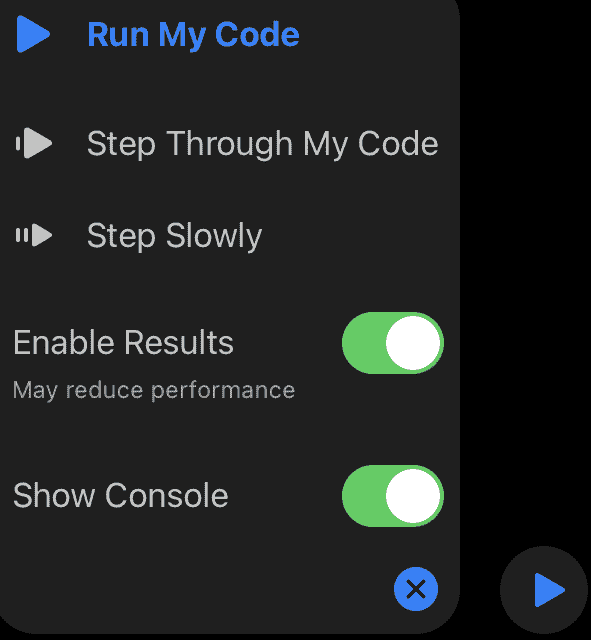 Run My Code
Step Through My Code
Step Slowly
Enable Results
May reduce performance
Show Console